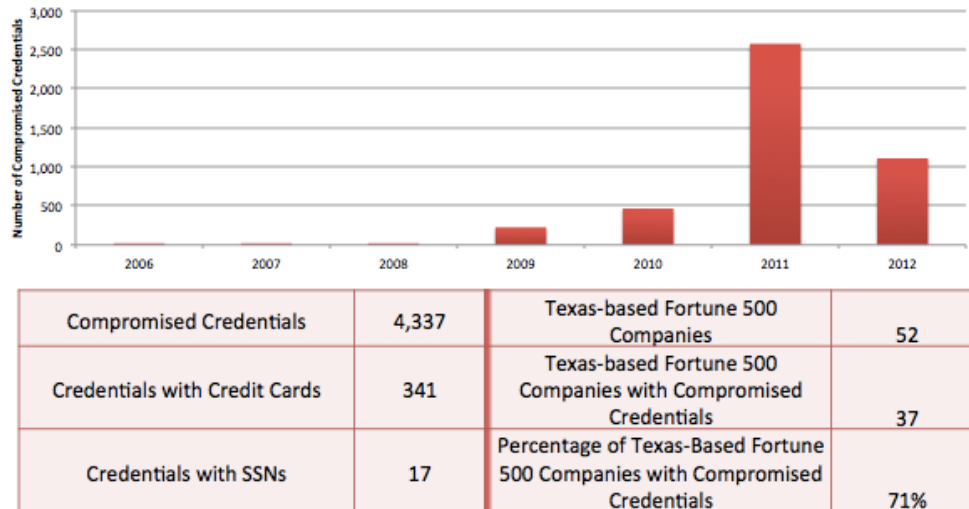 Number of Compromised Credentials
3,000
2,500
2,000
1,500
1,000
500
0
2006 2007 2008 2009 2010 2011 2012
Compromised Credentials
4,337
Texas-based Fortune 500
Companies
52
Credentials with Credit Cards
341
Texas-based Fortune 500
Companies with Compromised
Credentials
37
Credentials with SSNs
17
Percentage of Texas-Based Fortune
500 Companies with Compromised
Credentials
71%